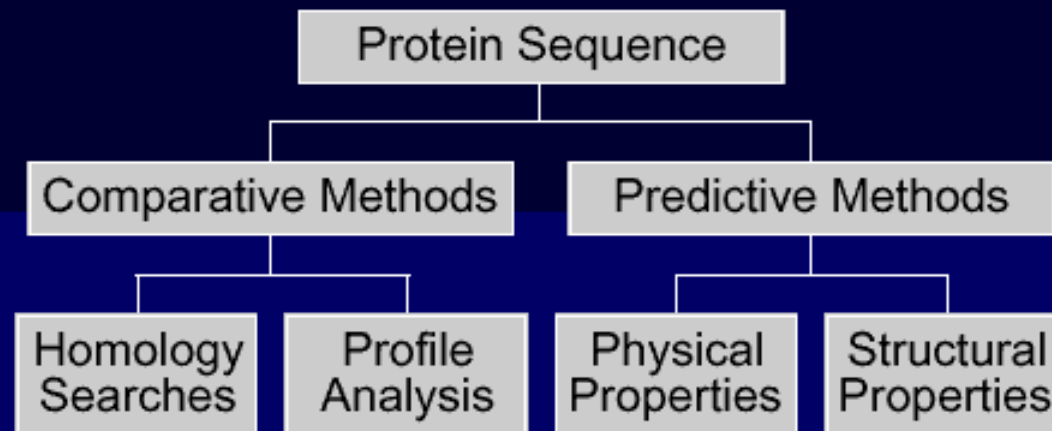 Protein Sequence
Comparative Methods
Predictive Methods
Homology
Searches
Profile
Analysis
Physical
Properties
Structural
Properties